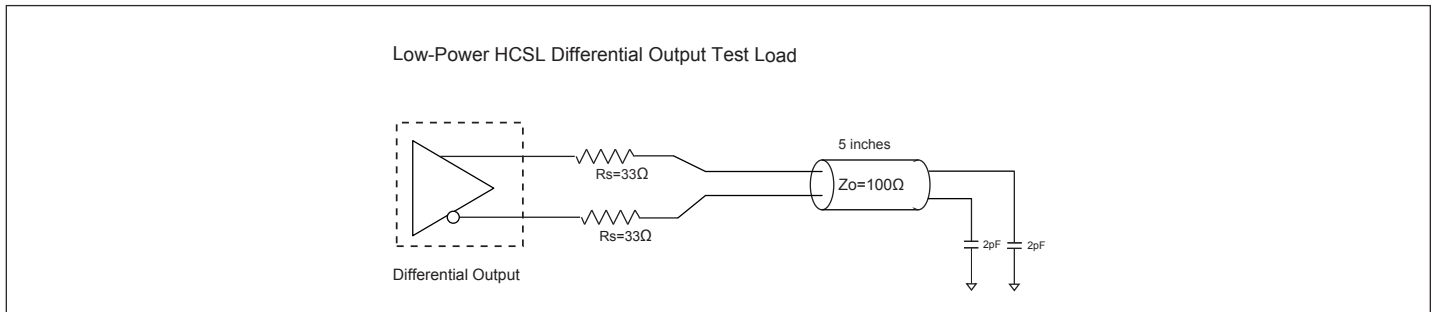 Low-Power HCSL Differential Output Test Load
5 inches
Rs=33Ω
Zo=100Ω
Rs=33Ω
2pF
2pF
Differential Output